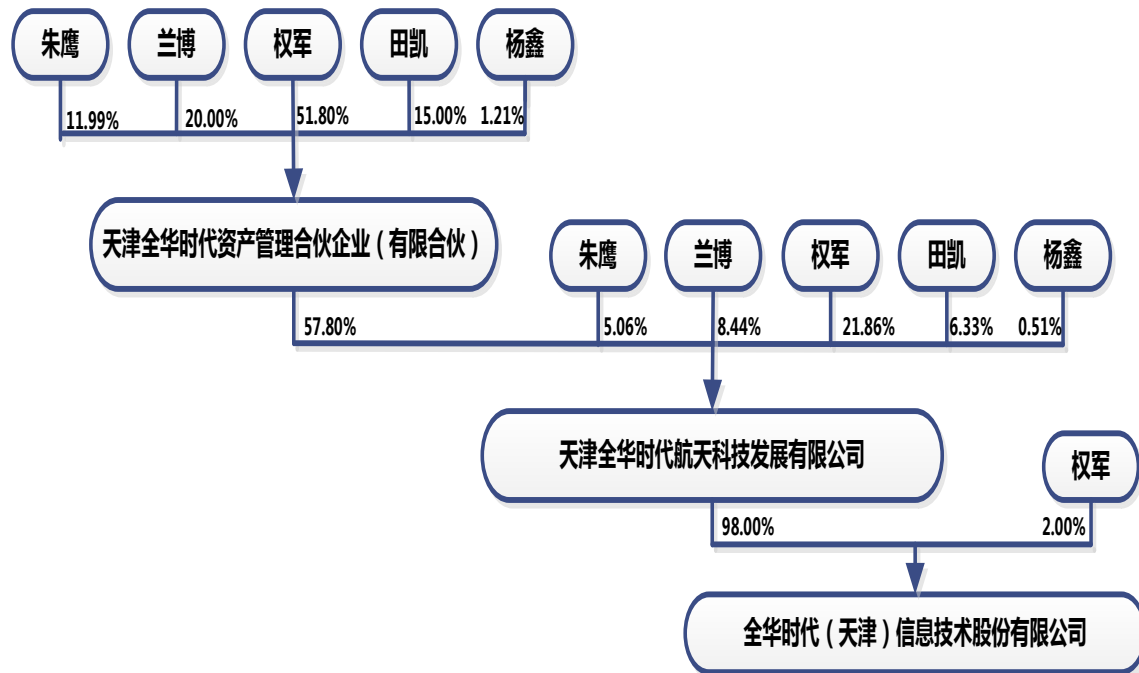 朱鹰 兰博 权军 田凯 杨鑫
11.99% 20.00% 51.80% 15.00% 1.21%
天津全华时代资产管理合伙企业（有限合伙）
朱鹰 兰博 权军 田凯 杨鑫
57.80% 5.06% 8.44% 21.86% 6.33% 0.51%
天津全华时代航天科技发展有限公司
权军
98.00% 2.00%
全华时代（天津）信息技术股份有限公司